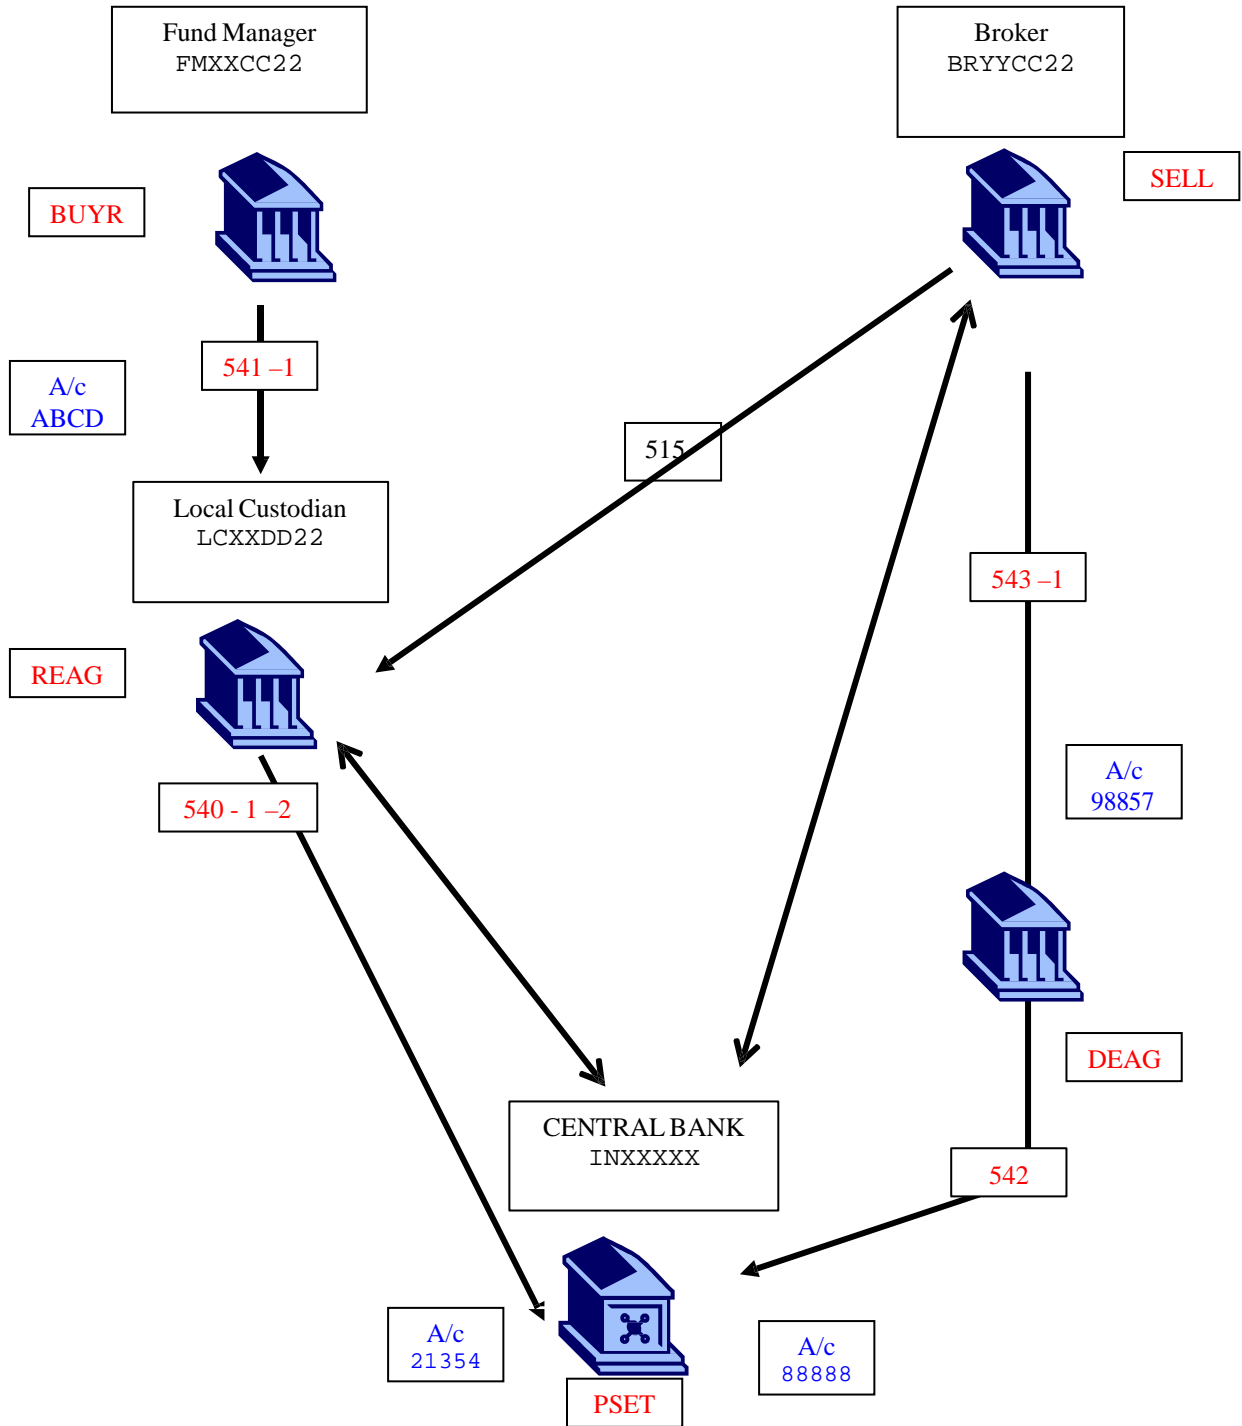 Fund Manager
FMXXCC22
Broker
BRYYCC22
SELL
BUYR
541 –1
A/c
ABCD
515
Local Custodian
LCXXDD22
543 –1
REAG
A/c
98857
540 - 1 –2
DEAG
CENTRAL BANK
INXXXXX
542
A/c
21354
A/c
88888
PSET